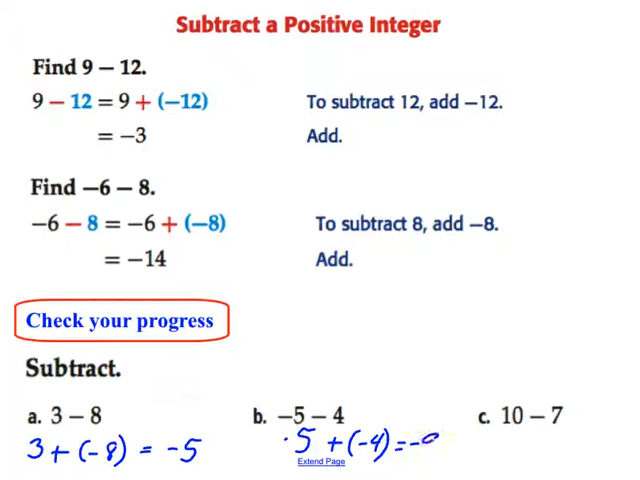 Subtract a Positive Integer
Find 9 – 12.
9 – 12 = 9 + (–12) To subtract 12, add –12.
= –3 Add.
Find –6 – 8.
–6 – 8 = –6 + (–8) To subtract 8, add –8.
= –14 Add.
Check your progress
Subtract.
a. 3 – 8 b. –5 – 4 c. 10 – 7
3 + (-8) = -5 -5 + (-4) = -9
Extend Page